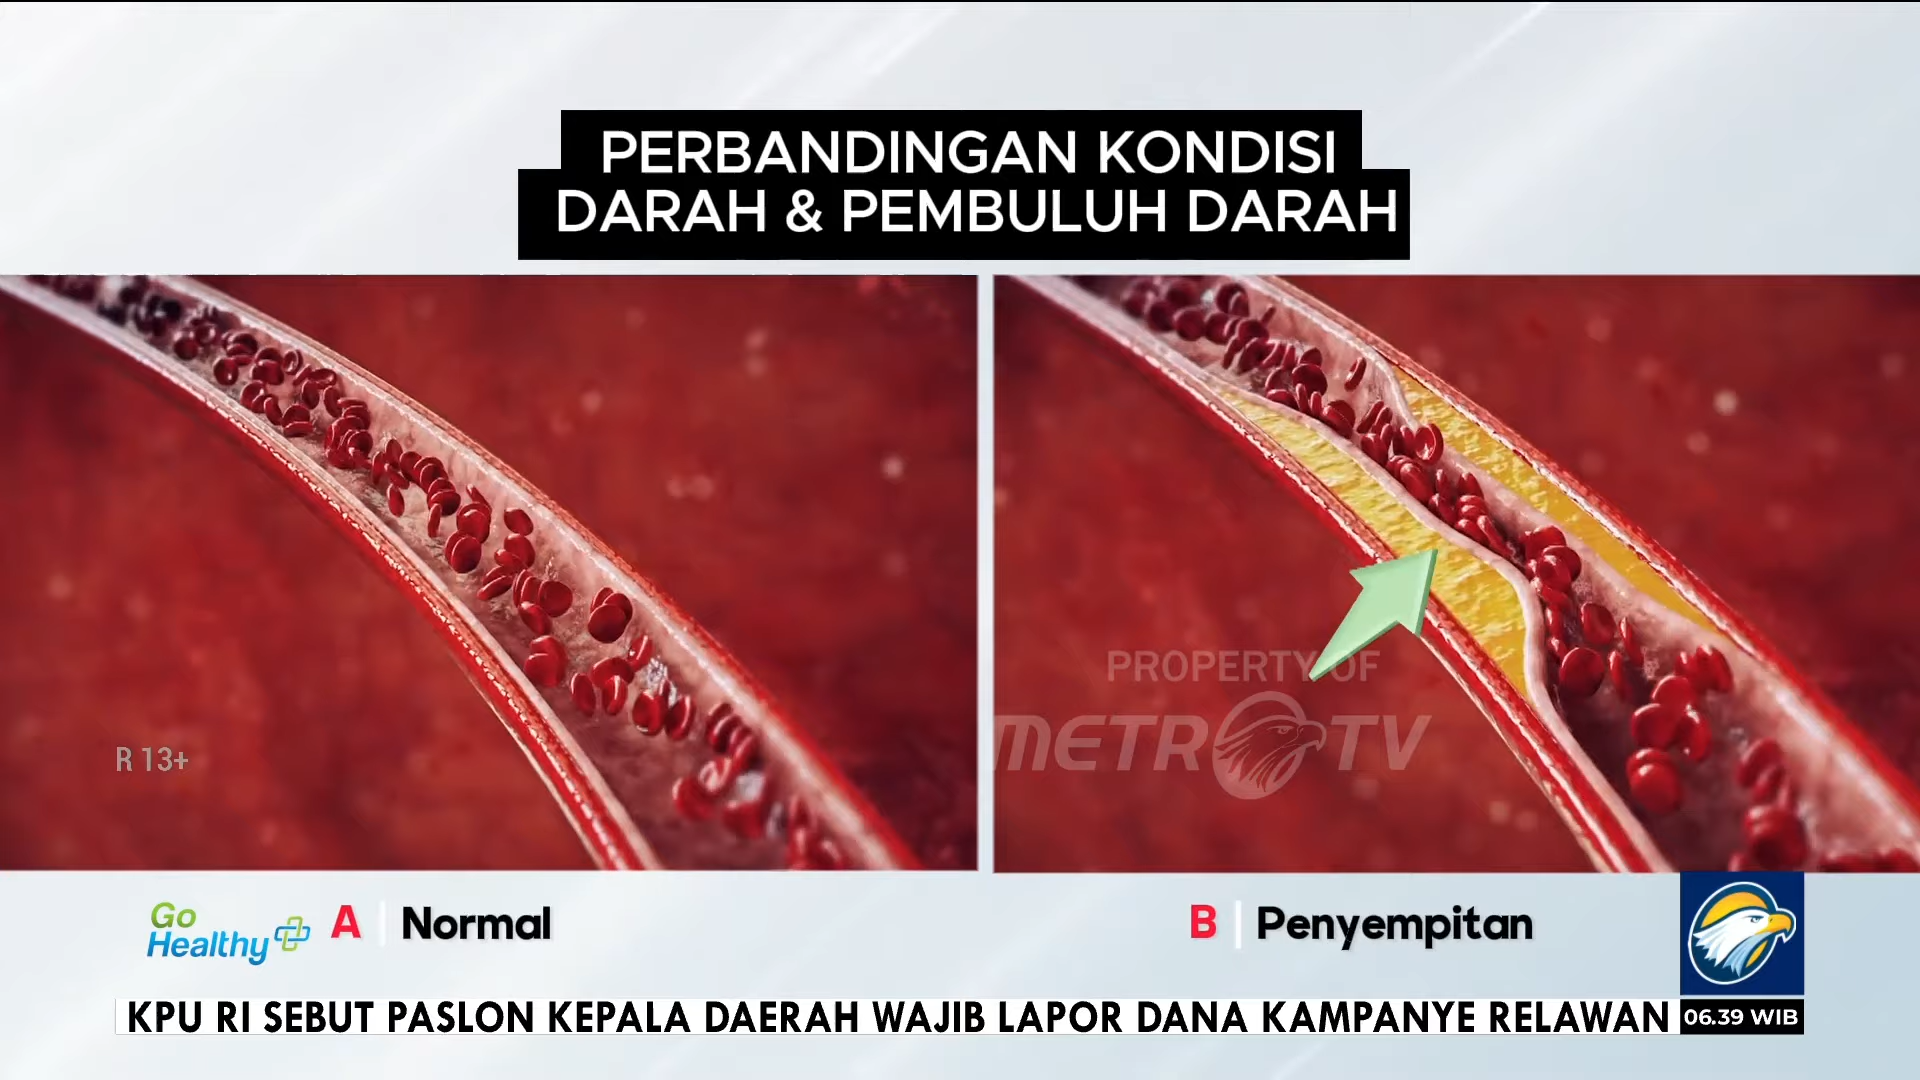 PERBANDINGAN KONDISI
DARAH & PEMBULUH DARAH
R 13+
PROPERTY OF
METRO TV
Go
Healthy
A | Normal
B | Penyempitan
KPU RI SEBUT PASLON KEPALA DAERAH WAJIB LAPOR DANA KAMPANYE RELAWAN
06.39 WIB